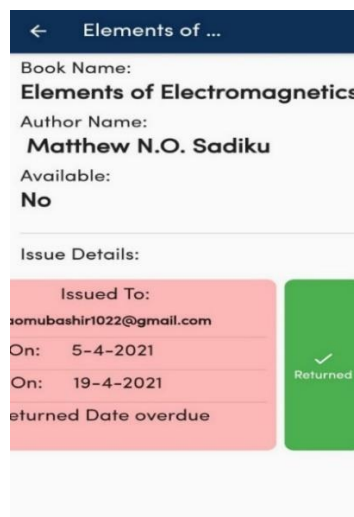 Elements of ...
Book Name:
Elements of Electromagnetics
Author Name:
Matthew N.O. Sadiku
Available:
No
Issue Details:
Issued To:
aomubashir1022@gmail.com
On: 5-4-2021
On: 19-4-2021
Returned
eturned Date overdue